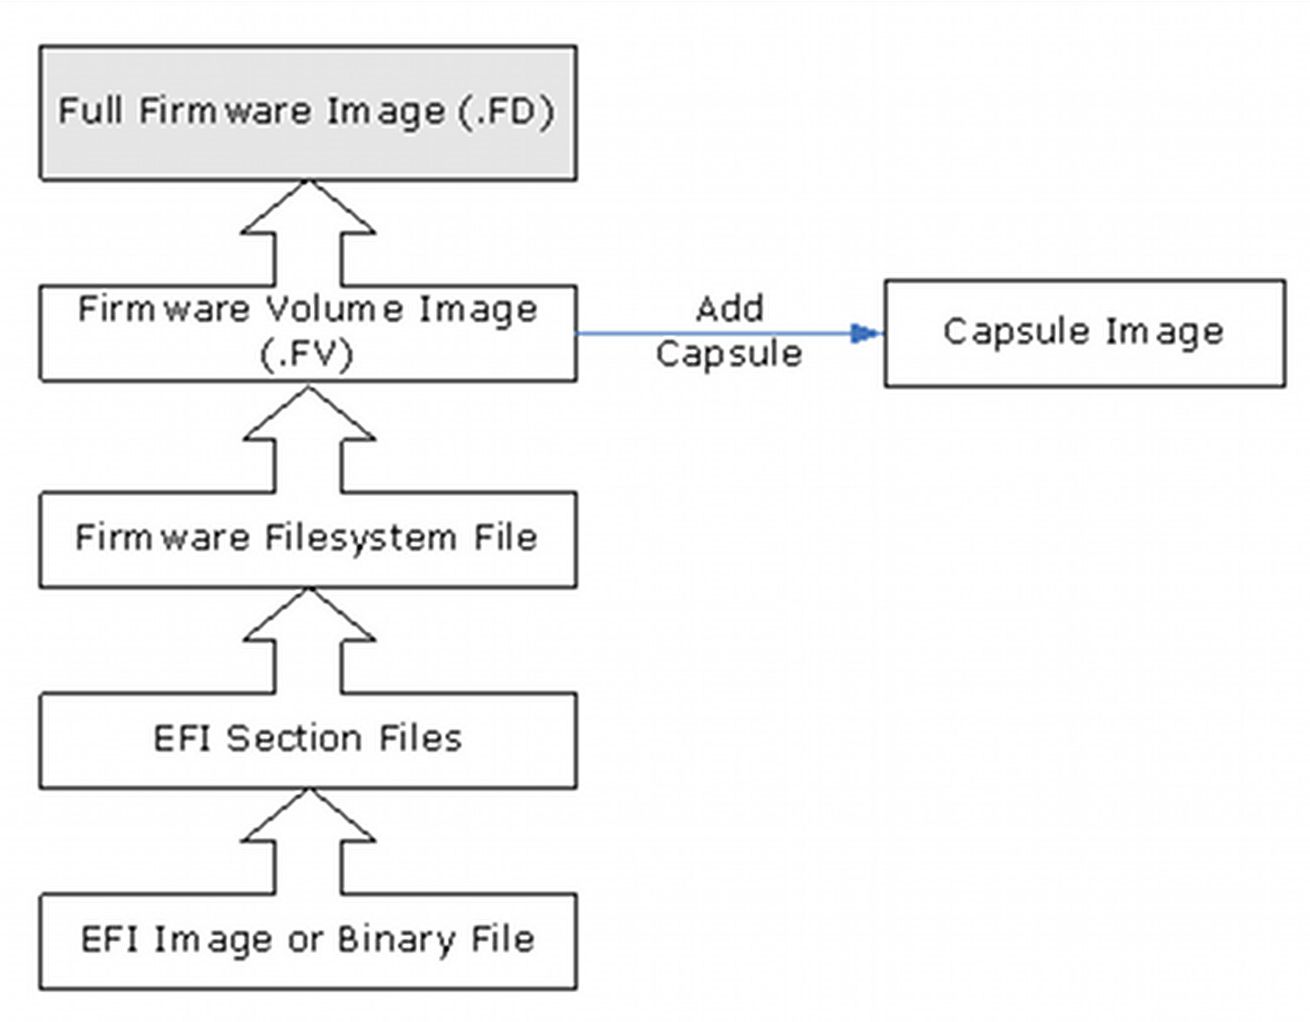 Full Firmware Image (.FD)
Firmware Volume Image
(.FV)
Add
Capsule
Capsule Image
Firmware Filesystem File
EFI Section Files
EFI Image or Binary File